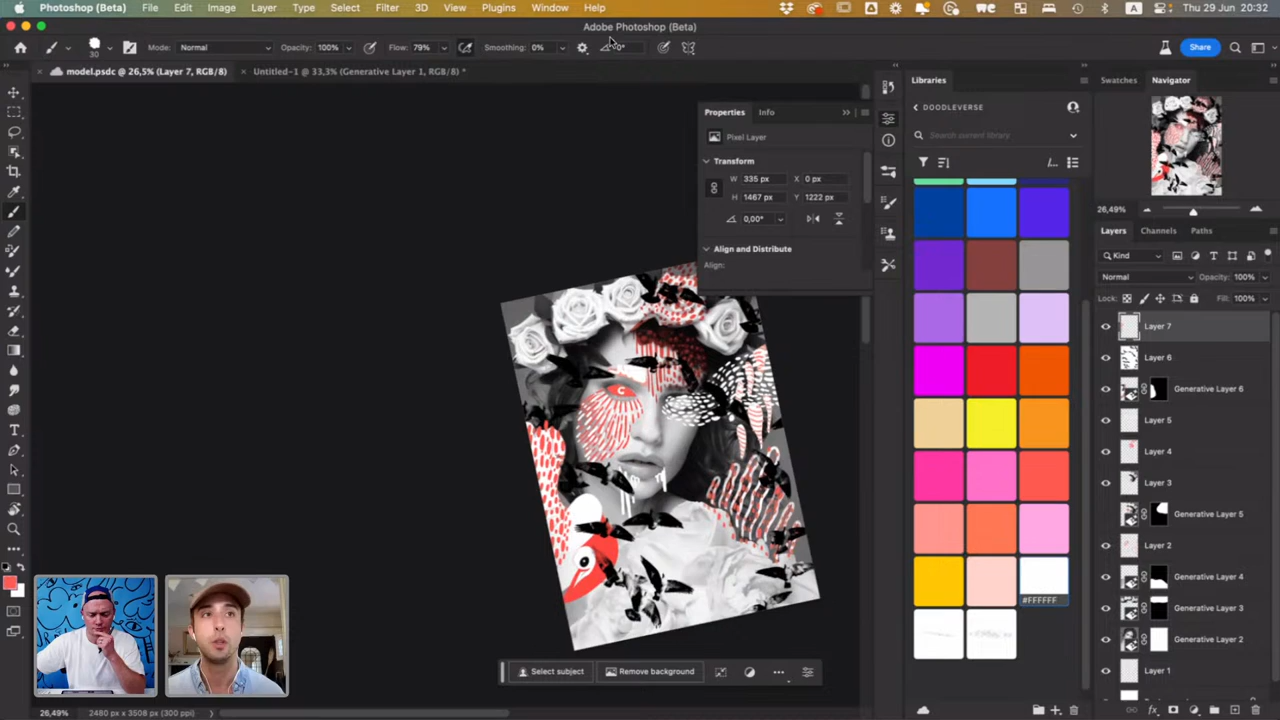 Photoshop (Beta) File Edit Image Layer Type Select Filter 3D View Plugins Window Help A Thu 29 Jun 20:32
Adobe Photoshop (Beta)
30 Mode: Normal Opacity: 100% Flow: 79% Smoothing: 0% Share
model.psdc @ 26,5% (Layer 7, RGB/8) Untitled-1 @ 33,3% (Generative Layer 1, RGB/8) *
Properties Info
Pixel Layer
Transform
W 335 px X 0 px
H 1467 px Y 1222 px
0,00°
Align and Distribute
Align:
Libraries
DOODLEVERSE
Search current library
#FFFFFF
Swatches Navigator
26,49%
Layers Channels Paths
Kind
Normal Opacity: 100%
Lock: Fill: 100%
Layer 7
Layer 6
Generative Layer 6
Layer 5
Layer 4
Layer 3
Generative Layer 5
Layer 2
Generative Layer 4
Generative Layer 3
Generative Layer 2
Layer 1
Select subject Remove background
26,49% 2480 px x 3508 px (300 ppi)